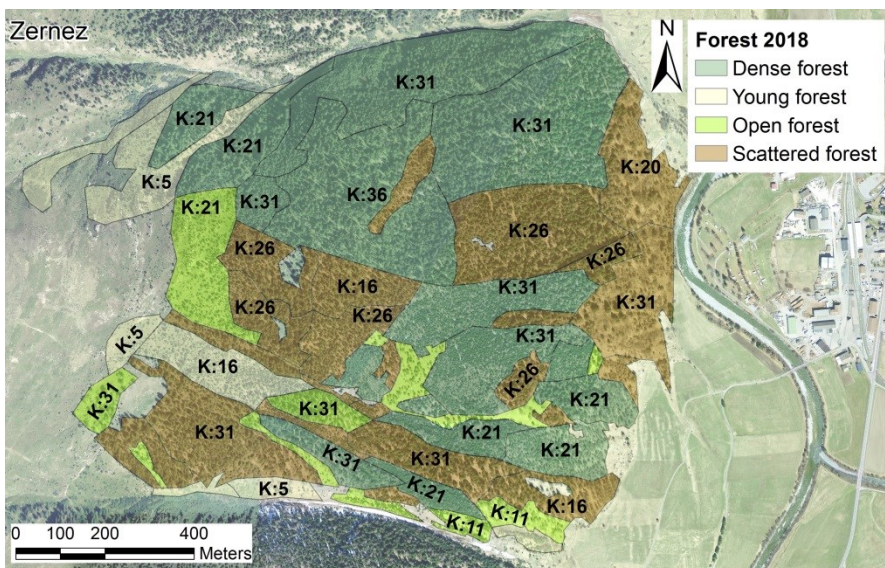 Zernez
N
Forest 2018
Dense forest
Young forest
Open forest
Scattered forest
K:31
K:21
K:31
K:21
K:20
K:5
K:36
K:21
K:31
K:26
K:26
K:26
K:16
K:31
K:31
K:26
K:26
K:31
K:5
K:16
K:26
K:21
K:31
K:31
K:31
K:21
K:31
K:21
K:31
K:5
K:21
K:16
K:11
K:11
0 100 200 400
Meters